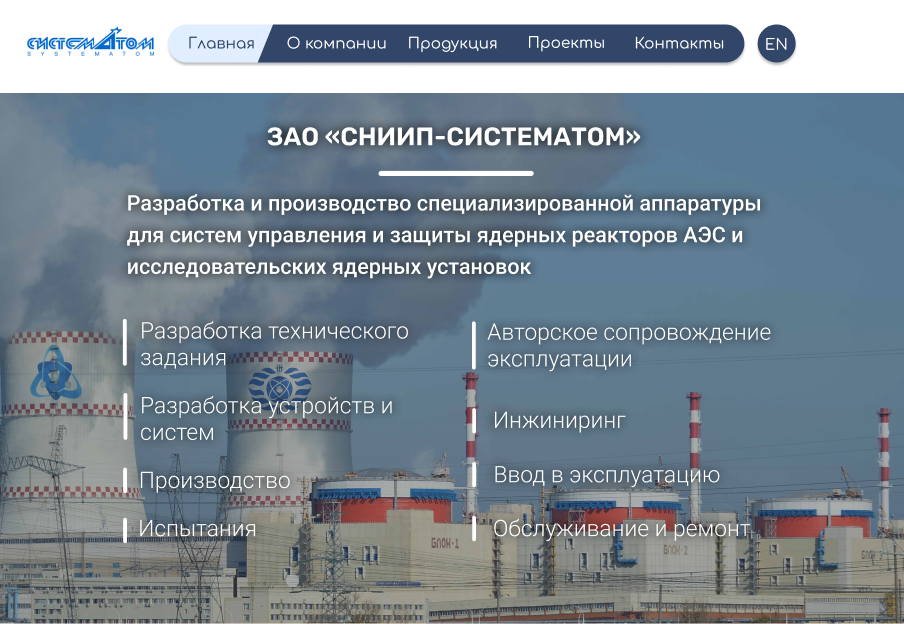 СИСТЕМАТОМ
SYSTEMATOM
Главная
О компании
Продукция
Проекты
Контакты
EN
ЗАО «СНИИП-СИСТЕМАТОМ»
Разработка и производство специализированной аппаратуры
для систем управления и защиты ядерных реакторов АЭС и
исследовательских ядерных установок
Разработка технического
задания
Разработка устройств и
систем
Производство
Испытания
Авторское сопровождение
эксплуатации
Инжиниринг
Ввод в эксплуатацию
Обслуживание и ремонт
БЛОК-1
БЛОК-2